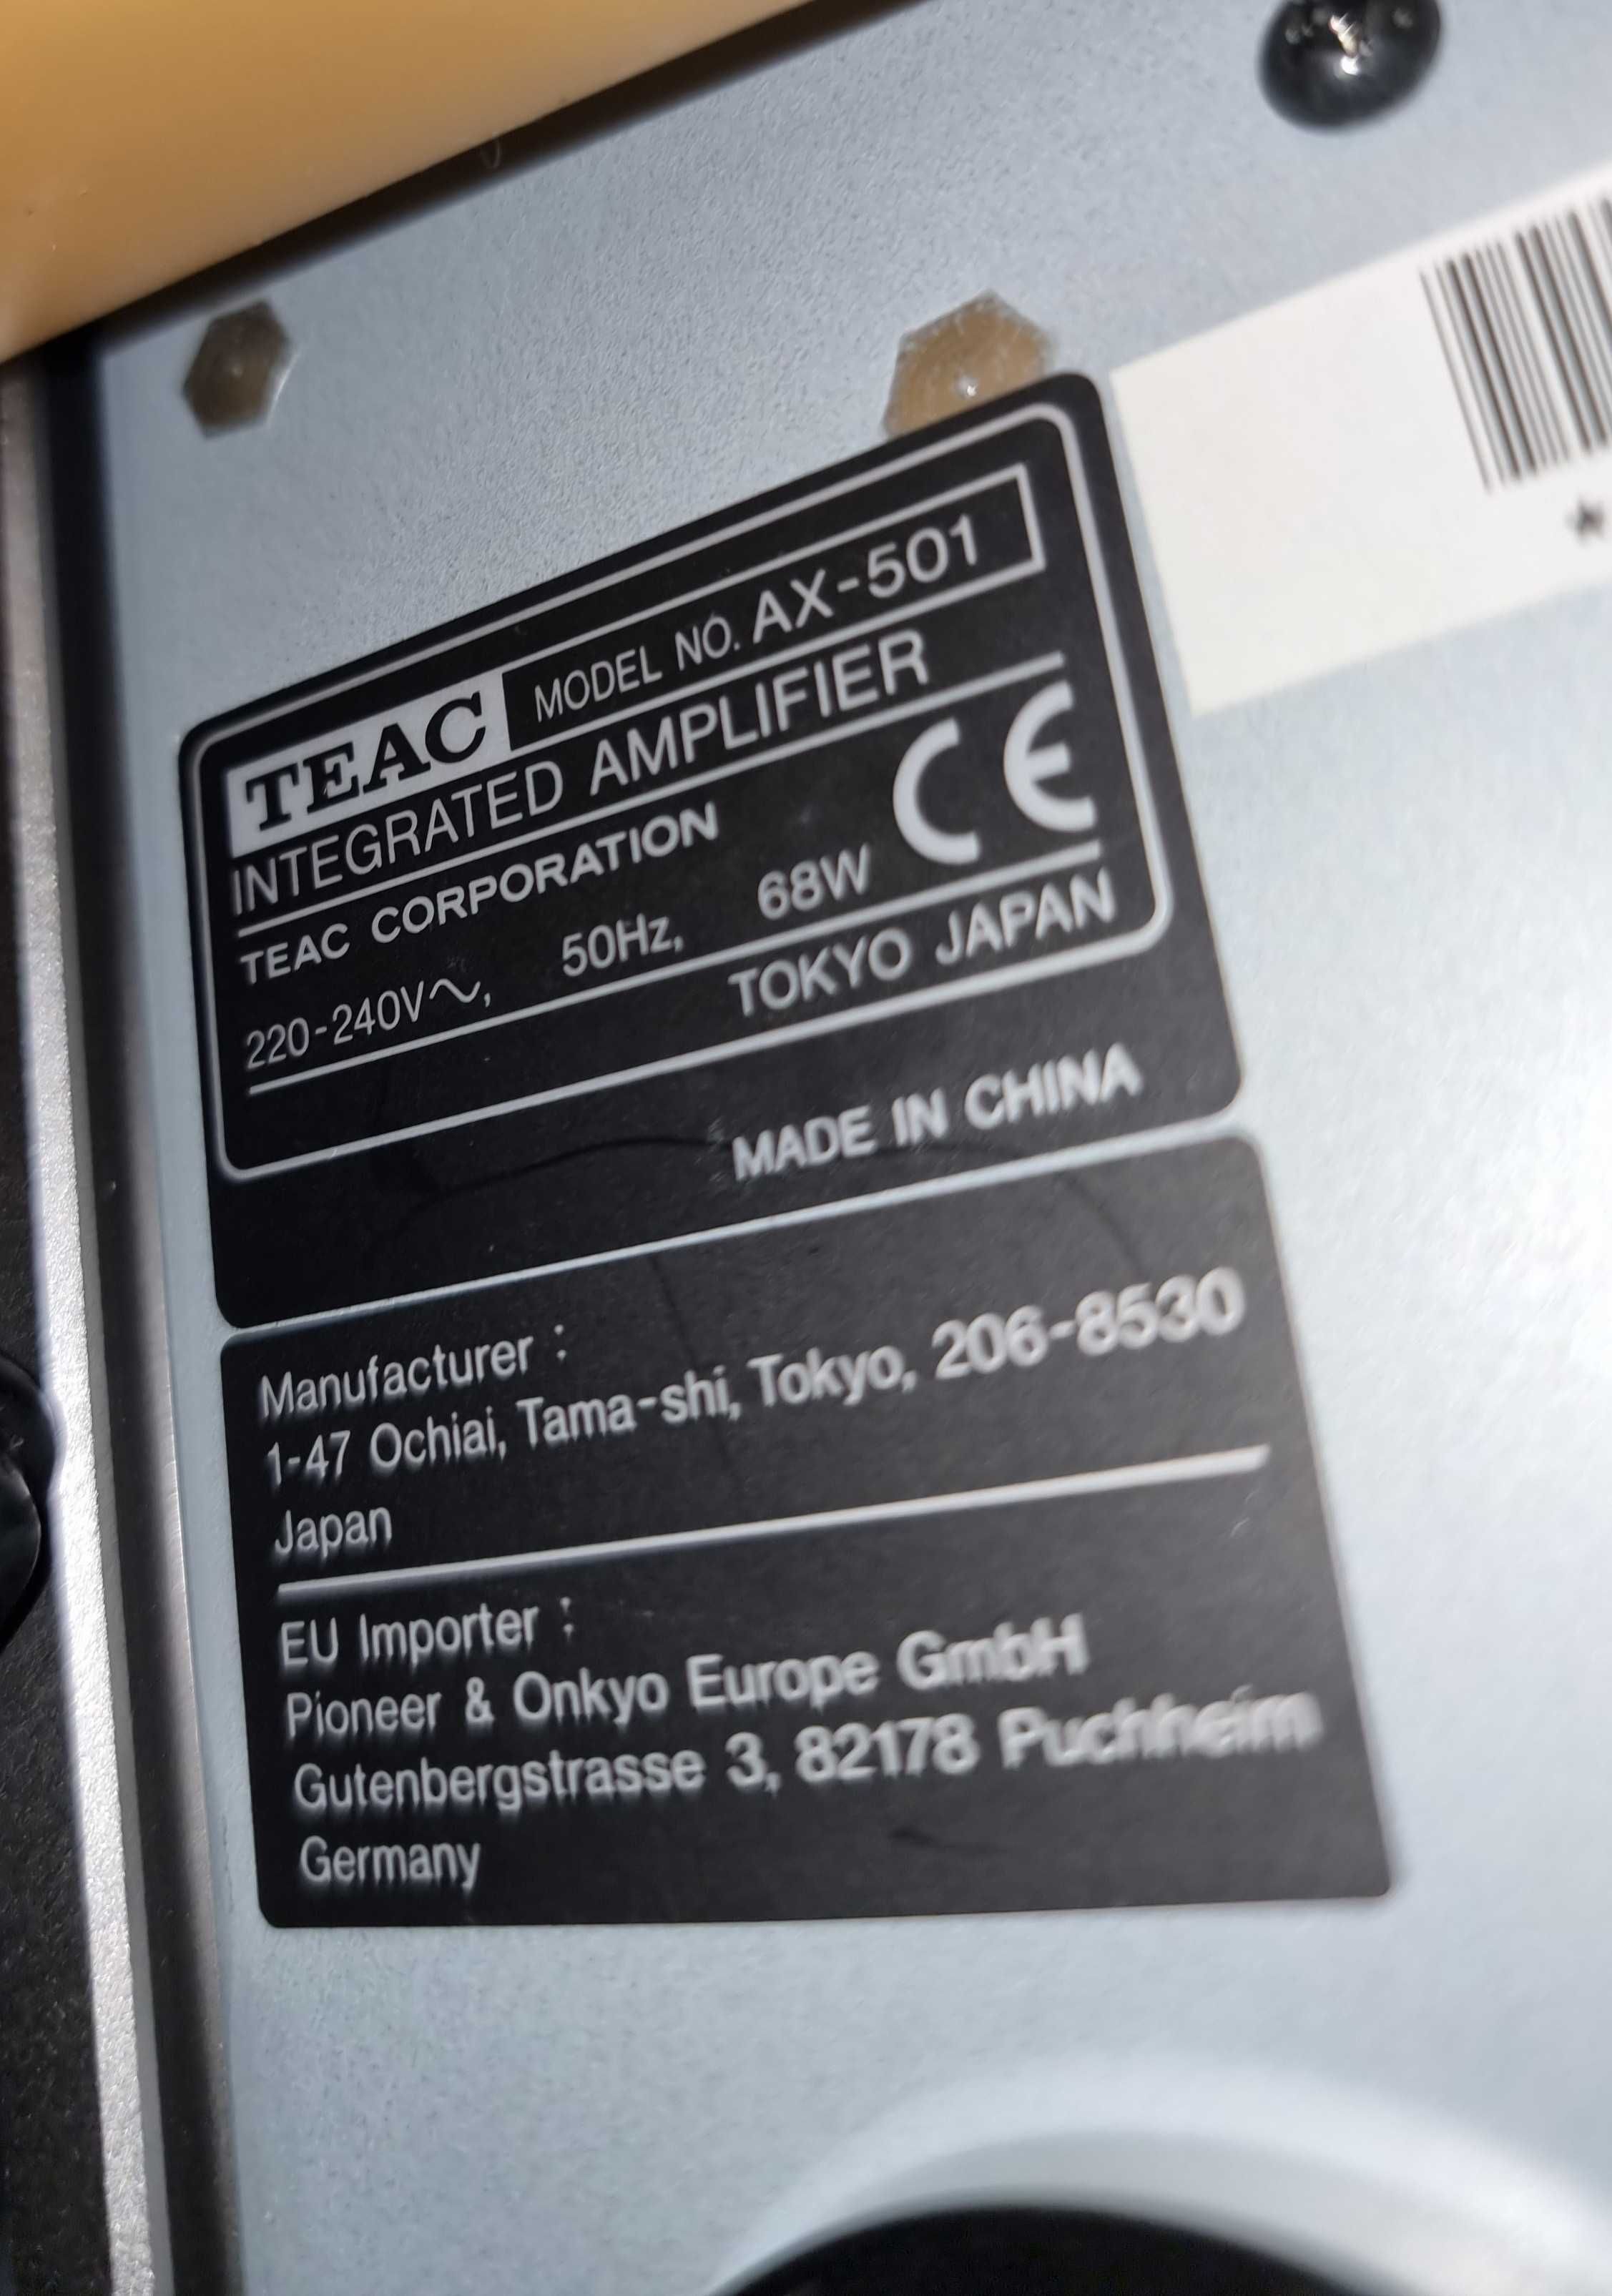 TEAC MODEL NO. AX-501
INTEGRATED AMPLIFIER
TEAC CORPORATION
220-240V~, 50Hz, 68W CE
TOKYO JAPAN
MADE IN CHINA
Manufacturer :
1-47 Ochiai, Tama-shi, Tokyo, 206-8530
Japan
EU Importer :
Pioneer & Onkyo Europe GmbH
Gutenbergstrasse 3, 82178 Puchheim
Germany
*